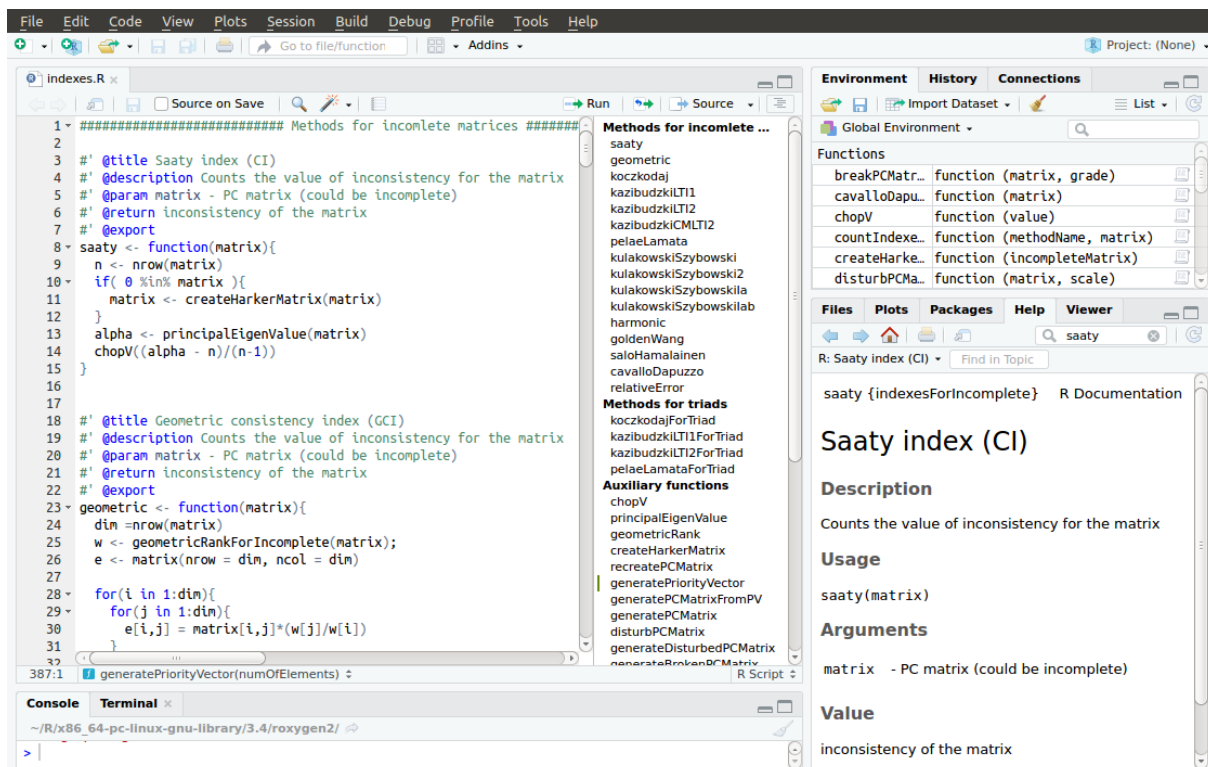 File Edit Code View Plots Session Build Debug Profile Tools Help
Go to file/function Addins Project: (None)
indexes.R
Source on Save Run Source
1 ########################### Methods for incomlete matrices #######
2
3 #' @title Saaty index (CI)
4 #' @description Counts the value of inconsistency for the matrix
5 #' @param matrix - PC matrix (could be incomplete)
6 #' @return inconsistency of the matrix
7 #' @export
8 saaty <- function(matrix){
9 n <- nrow(matrix)
10 if( 0 %in% matrix ){
11 matrix <- createHarkerMatrix(matrix)
12 }
13 alpha <- principalEigenValue(matrix)
14 chopV((alpha - n)/(n-1))
15 }
16
17
18 #' @title Geometric consistency index (GCI)
19 #' @description Counts the value of inconsistency for the matrix
20 #' @param matrix - PC matrix (could be incomplete)
21 #' @return inconsistency of the matrix
22 #' @export
23 geometric <- function(matrix){
24 dim =nrow(matrix)
25 w <- geometricRankForIncomplete(matrix);
26 e <- matrix(nrow = dim, ncol = dim)
27
28 for(i in 1:dim){
29 for(j in 1:dim){
30 e[i,j] = matrix[i,j]*(w[j]/w[i])
31 }
32
Methods for incomlete ...
saaty
geometric
koczkodaj
kazibudzkiLTI1
kazibudzkiLTI2
kazibudzkiCMLTI2
pelaeLamata
kulakowskiSzybowski
kulakowskiSzybowski2
kulakowskiSzybowskiIa
kulakowskiSzybowskiIab
harmonic
goldenWang
saloHamalainen
cavalloDapuzzo
relativeError
Methods for triads
koczkodajForTriad
kazibudzkiLTI1ForTriad
kazibudzkiLTI2ForTriad
pelaeLamataForTriad
Auxiliary functions
chopV
principalEigenValue
geometricRank
createHarkerMatrix
recreatePCMatrix
generatePriorityVector
generatePCMatrixFromPV
generatePCMatrix
disturbPCMatrix
generateDisturbedPCMatrix
generateBrokenPCMatrix
387:1 generatePriorityVector(numOfElements) R Script
Console Terminal
~/R/x86_64-pc-linux-gnu-library/3.4/roxygen2/
>
Environment History Connections
Import Dataset List
Global Environment
Functions
breakPCMatr… function (matrix, grade)
cavalloDapu… function (matrix)
chopV function (value)
countIndexe… function (methodName, matrix)
createHarke… function (incompleteMatrix)
disturbPCMa… function (matrix, scale)
Files Plots Packages Help Viewer
saaty
R: Saaty index (CI) Find in Topic
saaty {indexesForIncomplete} R Documentation
Saaty index (CI)
Description
Counts the value of inconsistency for the matrix
Usage
saaty(matrix)
Arguments
matrix - PC matrix (could be incomplete)
Value
inconsistency of the matrix